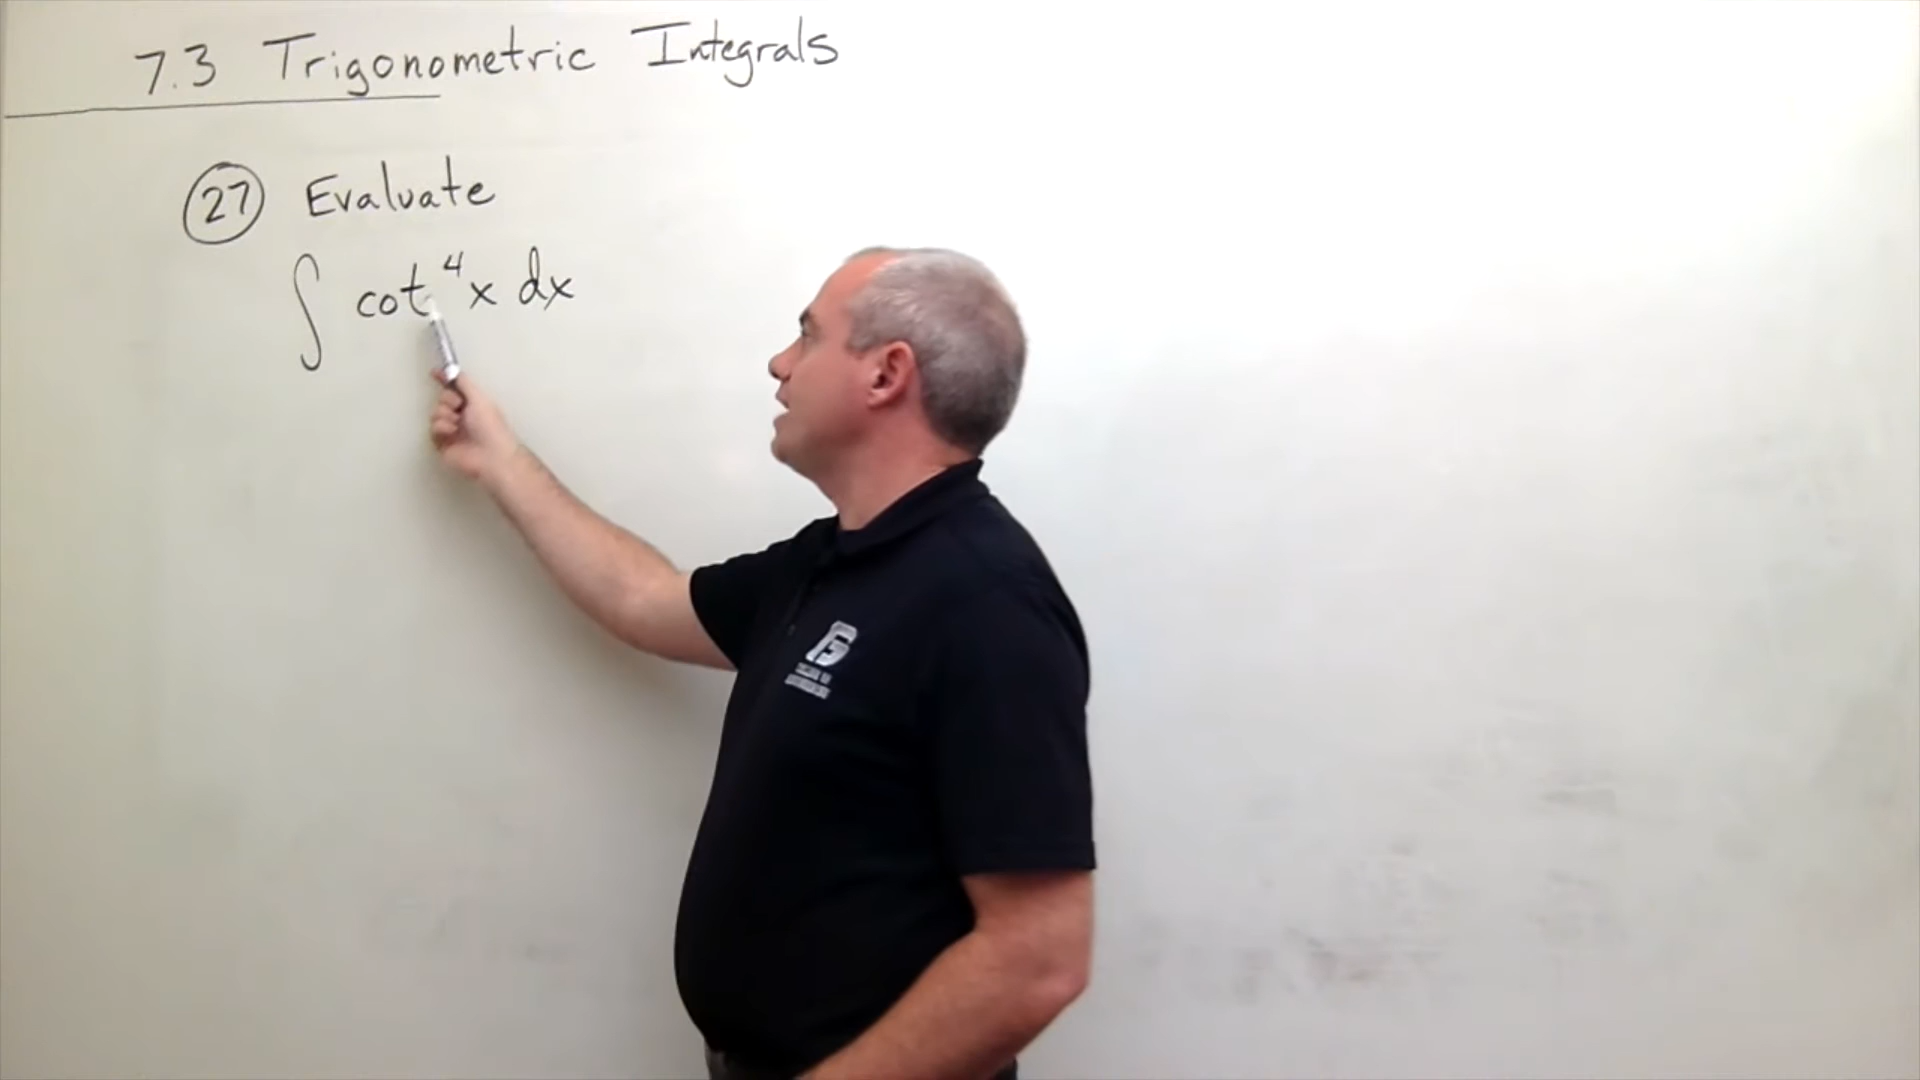 7.3 Trigonometric Integrals
27 Evaluate
∫ cot⁴x dx